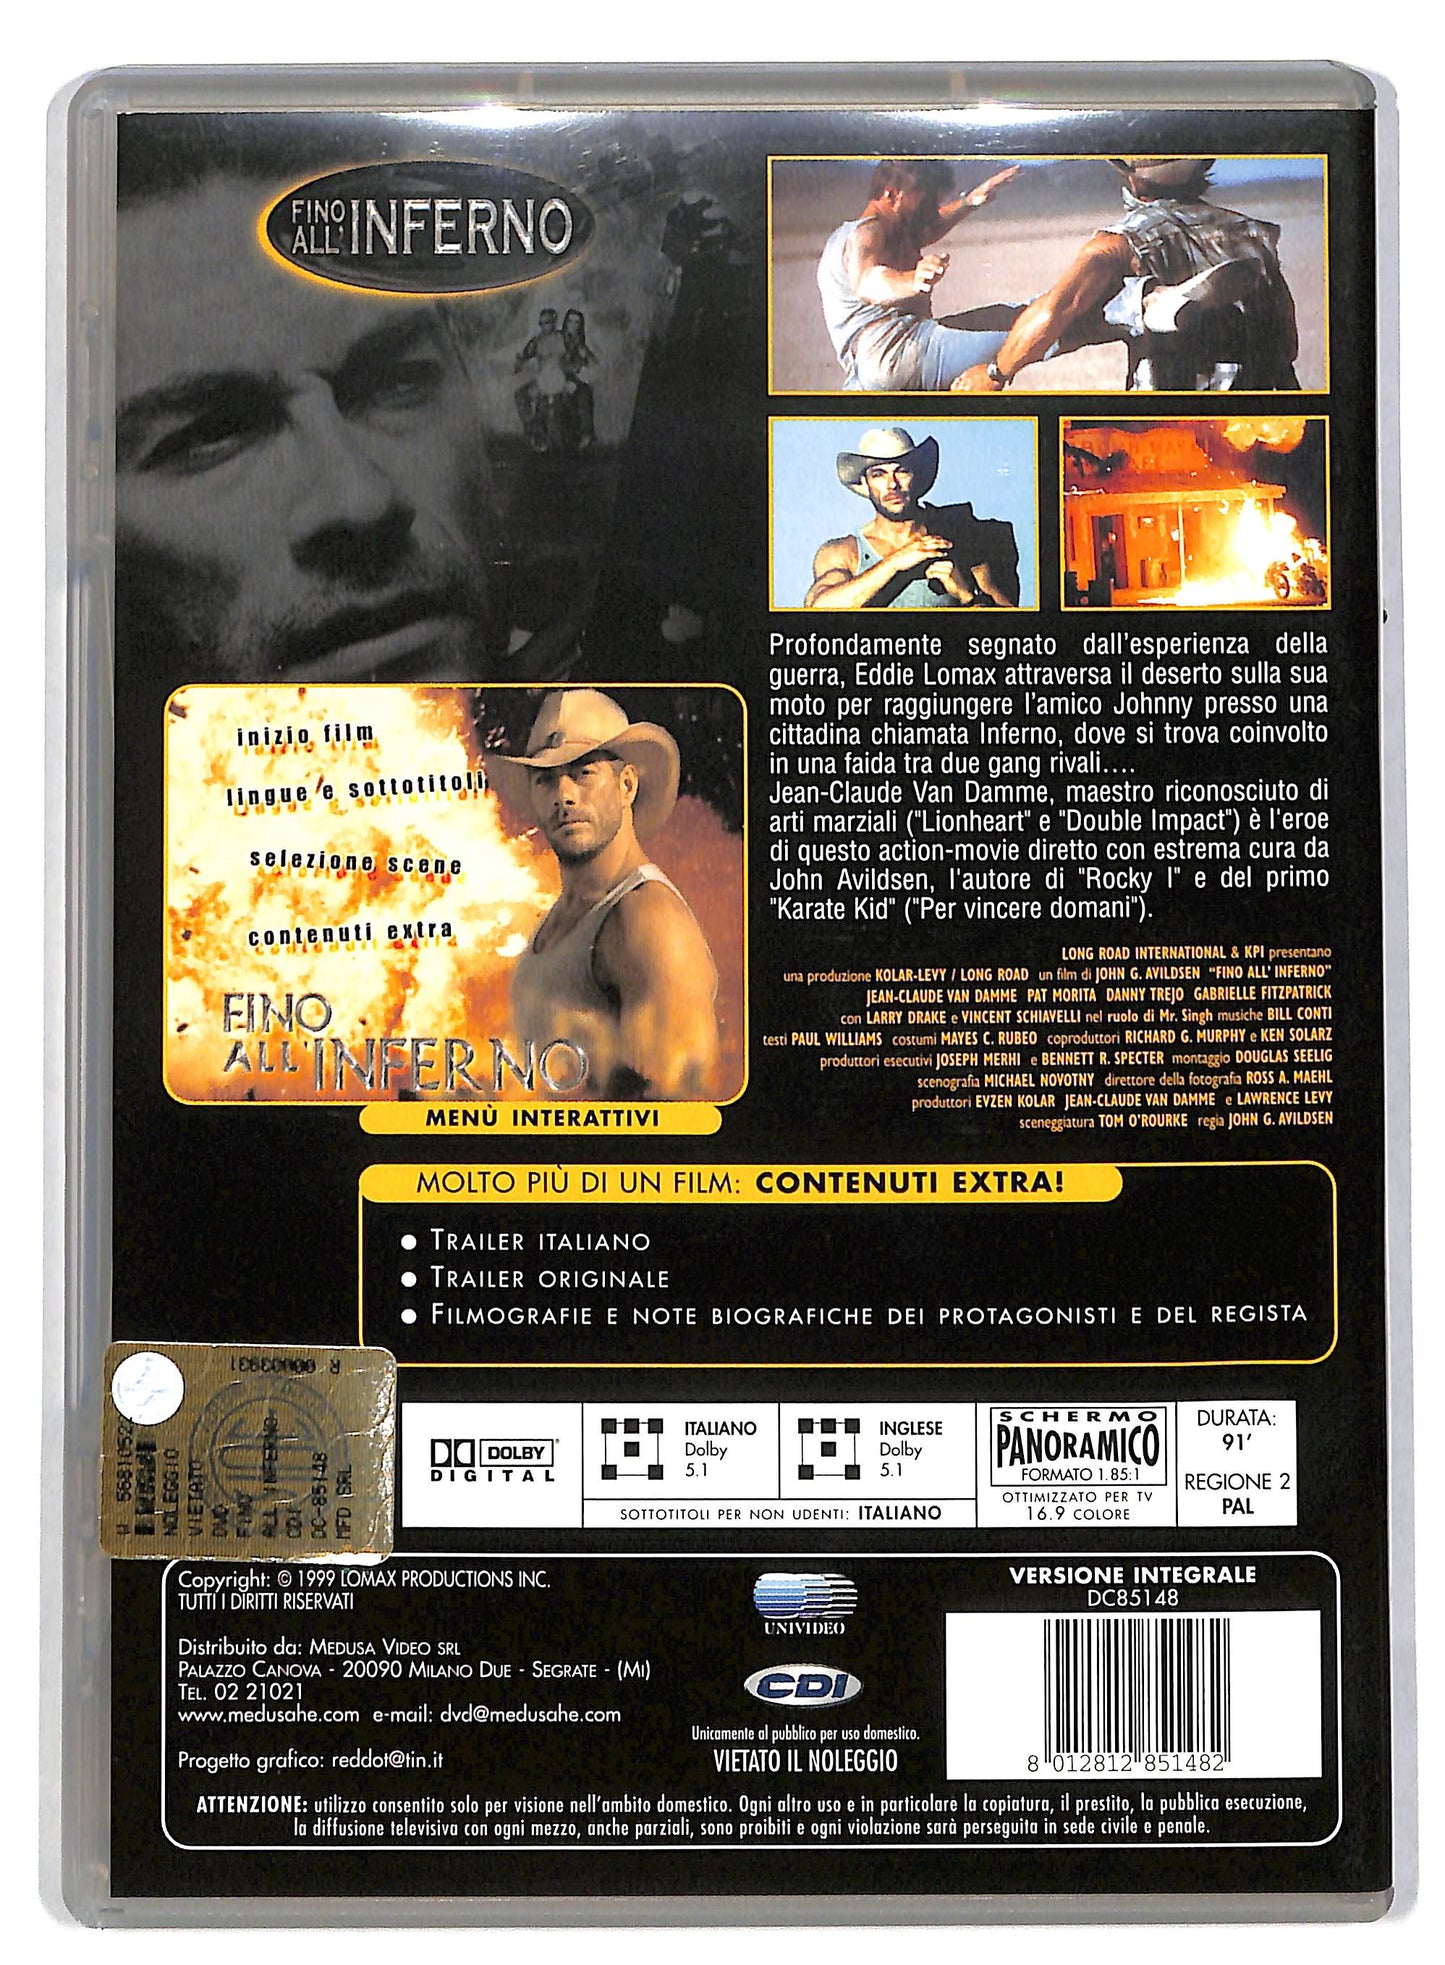 FINO
ALL'INFERNO
Profondamente segnato dall'esperienza della
guerra, Eddie Lomax attraversa il deserto sulla sua
moto per raggiungere l'amico Johnny presso una
cittadina chiamata Inferno, dove si trova coinvolto
in una faida tra due gang rivali....
Jean-Claude Van Damme, maestro riconosciuto di
arti marziali ("Lionheart" e "Double Impact") è l'eroe
di questo action-movie diretto con estrema cura da
John Avildsen, l'autore di "Rocky I" e del primo
"Karate Kid" ("Per vincere domani").
inizio film
lingue e sottotitoli
selezione scene
contenuti extra
FINO
ALL'INFERNO
MENÙ INTERATTIVI
LONG ROAD INTERNATIONAL & KPI presentano
una produzione KOLAR-LEVY / LONG ROAD un film di JOHN G. AVILDSEN "FINO ALL' INFERNO"
JEAN-CLAUDE VAN DAMME PAT MORITA DANNY TREJO GABRIELLE FITZPATRICK
con LARRY DRAKE e VINCENT SCHIAVELLI nel ruolo di Mr. Singh musiche BILL CONTI
testi PAUL WILLIAMS costumi MAYES C. RUBEO coproduttori RICHARD G. MURPHY e KEN SOLARZ
produttori esecutivi JOSEPH MERHI e BENNETT R. SPECTER montaggio DOUGLAS SEELIG
scenografia MICHAEL NOVOTNY direttore della fotografia ROSS A. MAEHL
produttori EVZEN KOLAR JEAN-CLAUDE VAN DAMME e LAWRENCE LEVY
sceneggiatura TOM O'ROURKE regia JOHN G. AVILDSEN
MOLTO PIÙ DI UN FILM: CONTENUTI EXTRA!
• TRAILER ITALIANO
• TRAILER ORIGINALE
• FILMOGRAFIE E NOTE BIOGRAFICHE DEI PROTAGONISTI E DEL REGISTA
NOLEGGIO
VIETATO
DVD
FINO
ALL'INFERNO
CDI
DC-85148
MFD SRL
DOLBY
DIGITAL
ITALIANO
Dolby
5.1
INGLESE
Dolby
5.1
SOTTOTITOLI PER NON UDENTI: ITALIANO
SCHERMO
PANORAMICO
FORMATO 1.85:1
OTTIMIZZATO PER TV
16.9 COLORE
DURATA:
91'
REGIONE 2
PAL
Copyright: © 1999 LOMAX PRODUCTIONS INC.
TUTTI I DIRITTI RISERVATI
Distribuito da: MEDUSA VIDEO SRL
PALAZZO CANOVA - 20090 MILANO DUE - SEGRATE - (MI)
TEL. 02 21021
www.medusahe.com e-mail: dvd@medusahe.com
Progetto grafico: reddot@tin.it
UNIVIDEO
CDI
Unicamente al pubblico per uso domestico.
VIETATO IL NOLEGGIO
VERSIONE INTEGRALE
DC85148
8 012812 851482
ATTENZIONE: utilizzo consentito solo per visione nell'ambito domestico. Ogni altro uso e in particolare la copiatura, il prestito, la pubblica esecuzione,
la diffusione televisiva con ogni mezzo, anche parziali, sono proibiti e ogni violazione sarà perseguita in sede civile e penale.